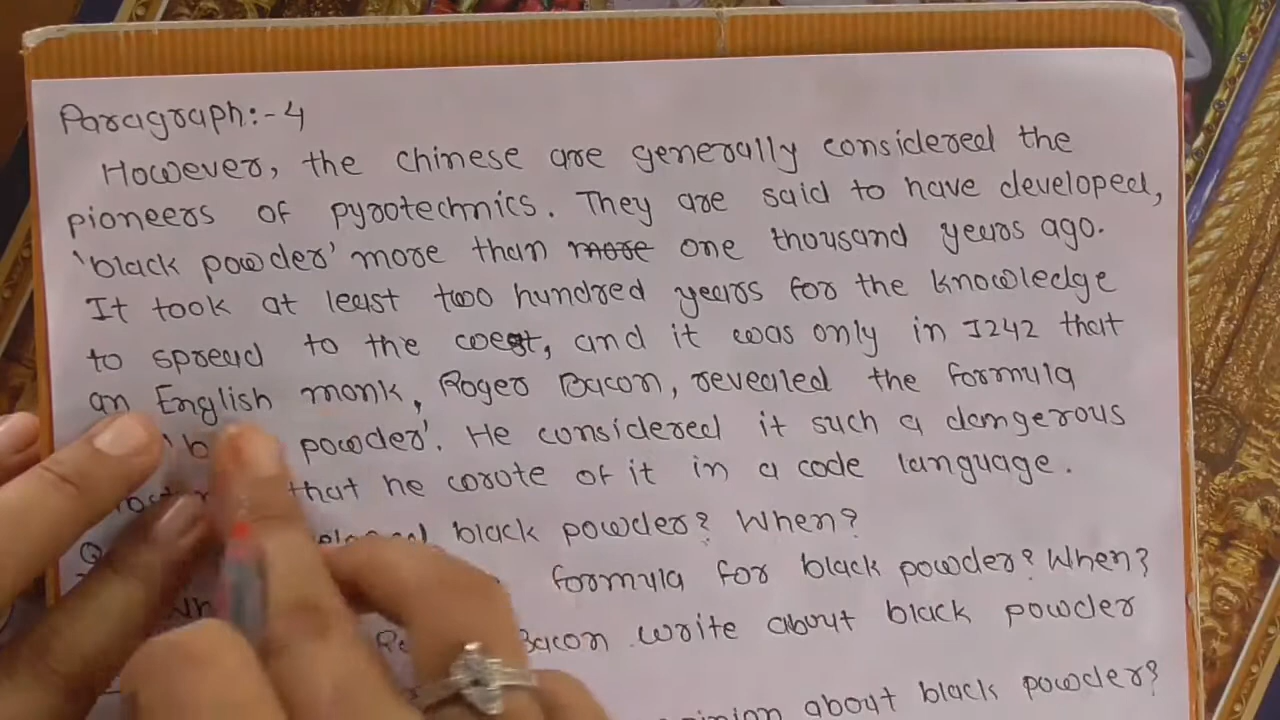 Paragraph:-4
However, the Chinese are generally considered the
pioneers of pyrotechnics. They are said to have developed,
'black powder' more than more one thousand years ago.
It took at least two hundred years for the knowledge
to spread to the west, and it was only in 1242 that
an English monk, Roger Bacon, revealed the formula
powder'. He considered it such a dangerous
that he wrote of it in a code language.
black powder? When?
formula for black powder? When?
Bacon write about black powder
about black powder?